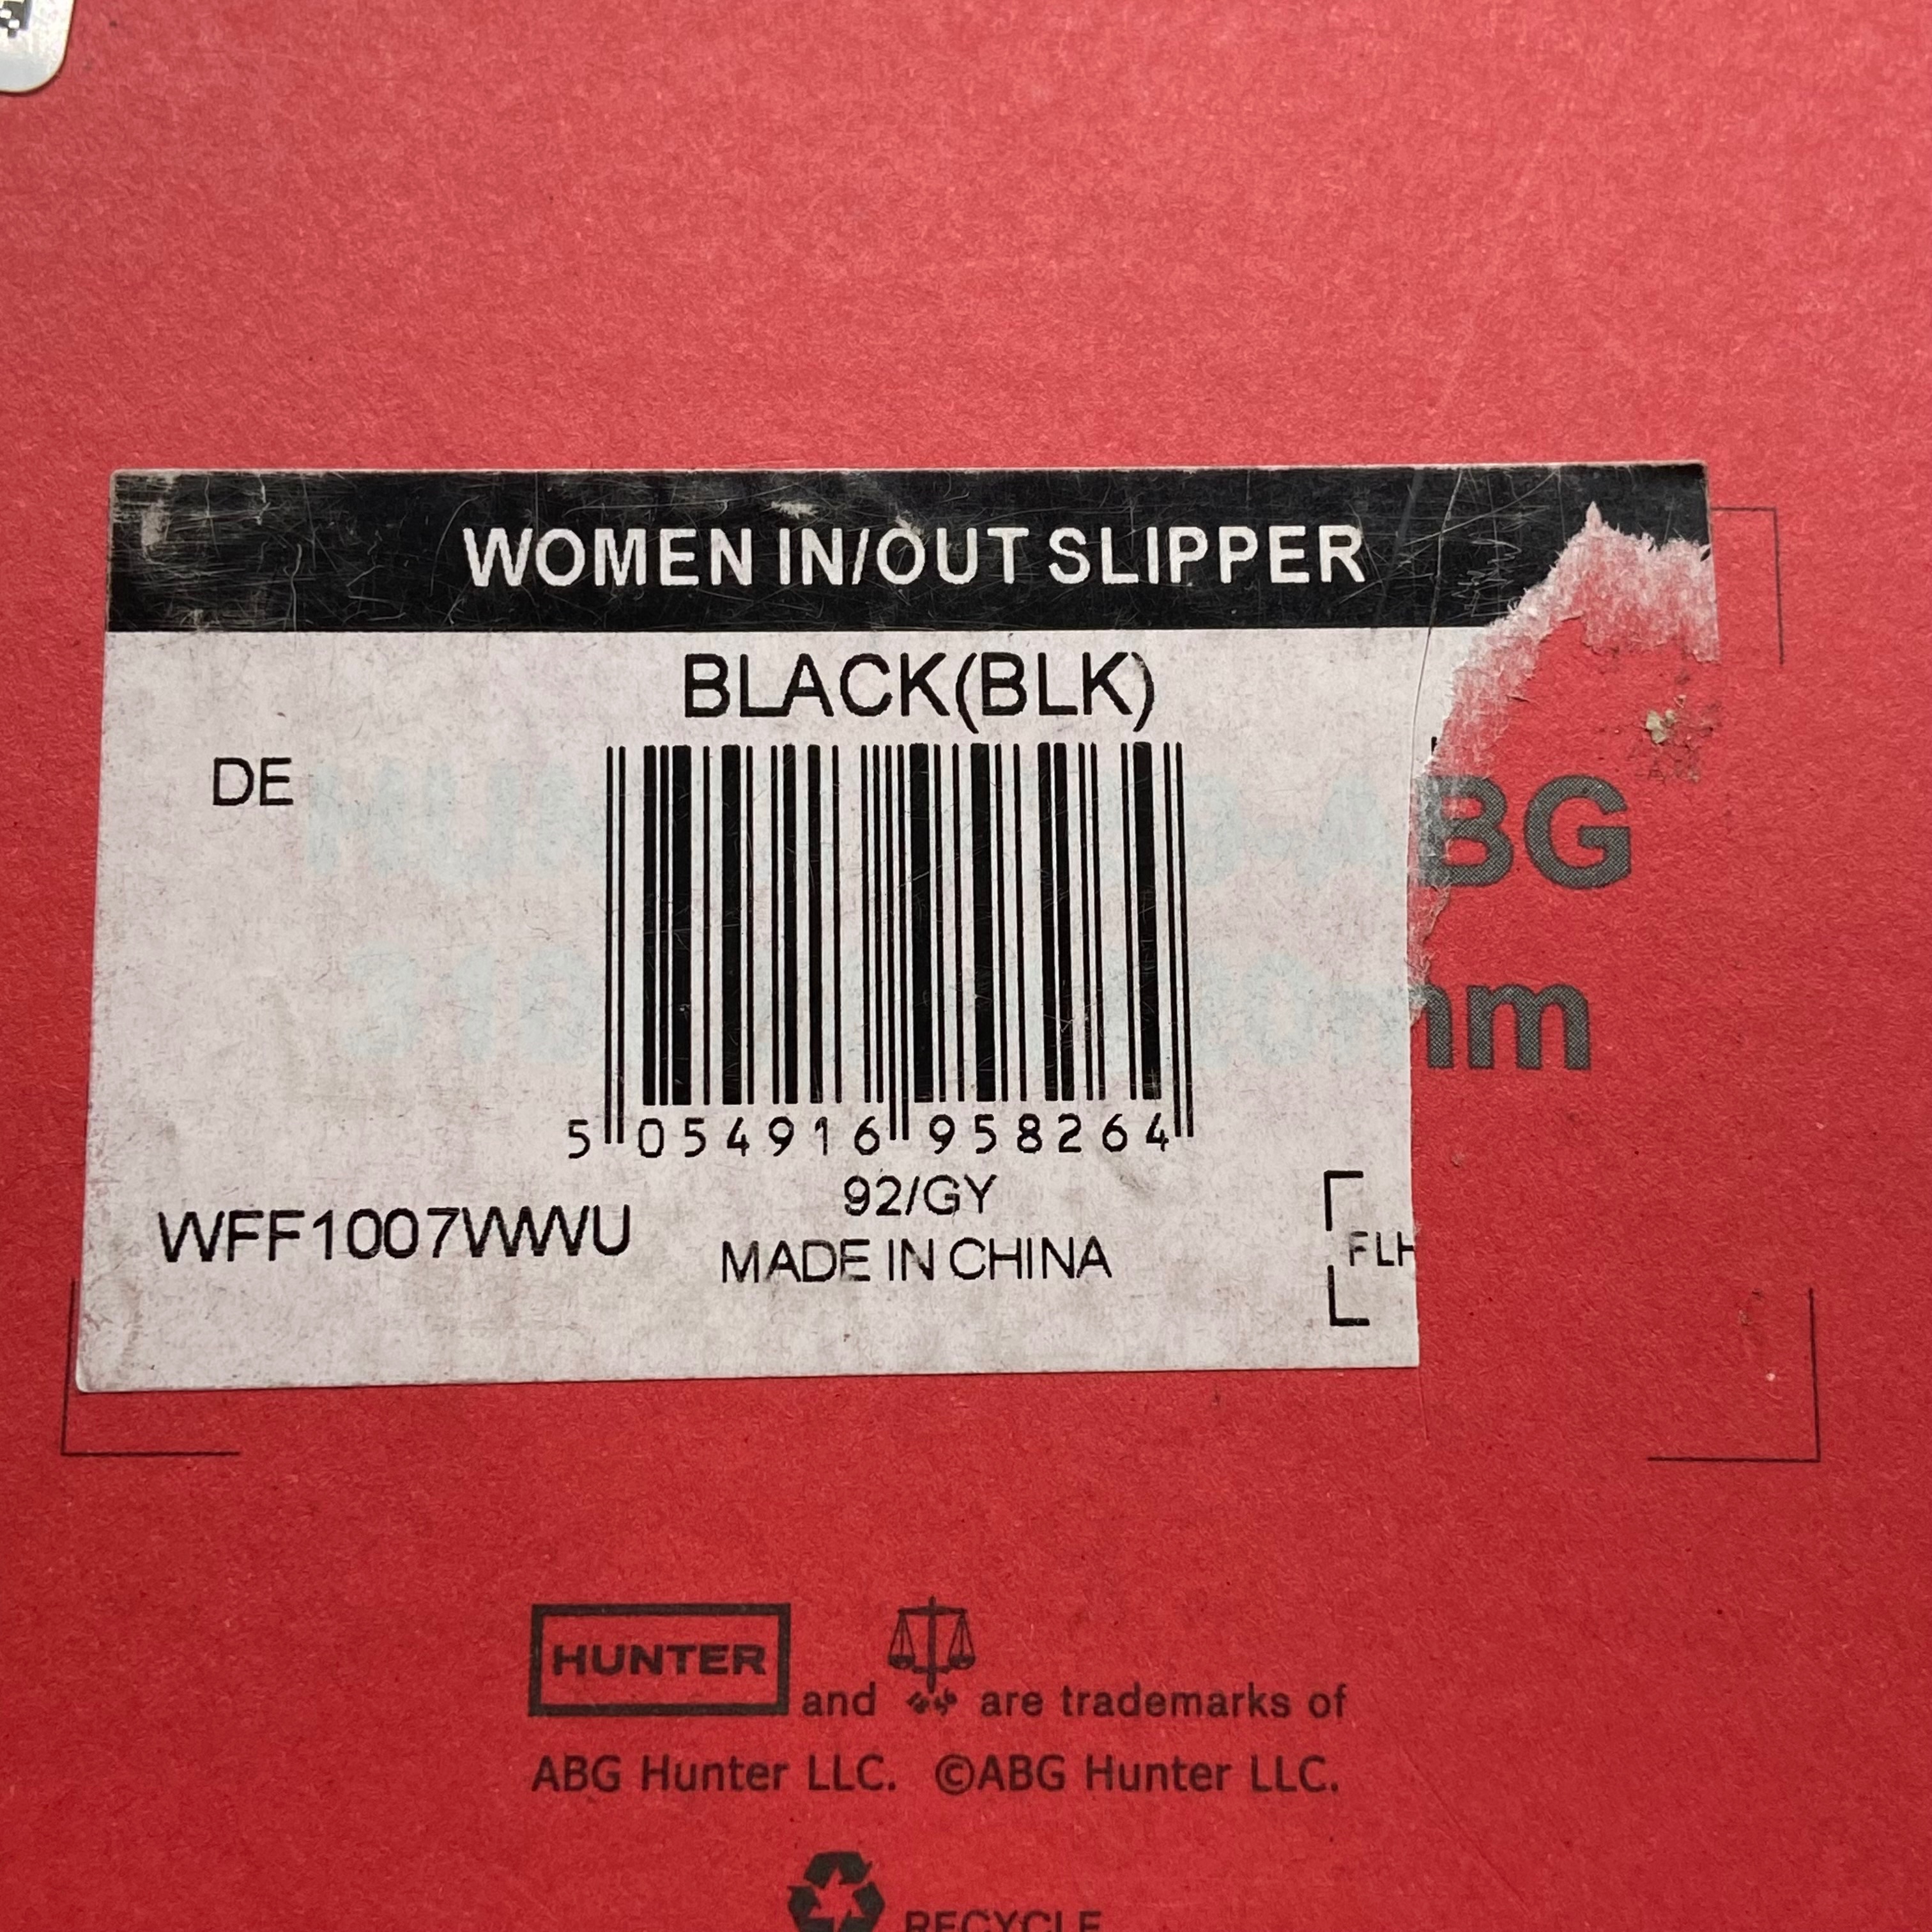 WOMEN IN/OUT SLIPPER
BLACK(BLK)
DE
BG
mm
5 054916 958264
92/GY
WFF1007WWU
MADE IN CHINA
FLH
HUNTER and are trademarks of
ABG Hunter LLC. ©ABG Hunter LLC.
RECYCLE